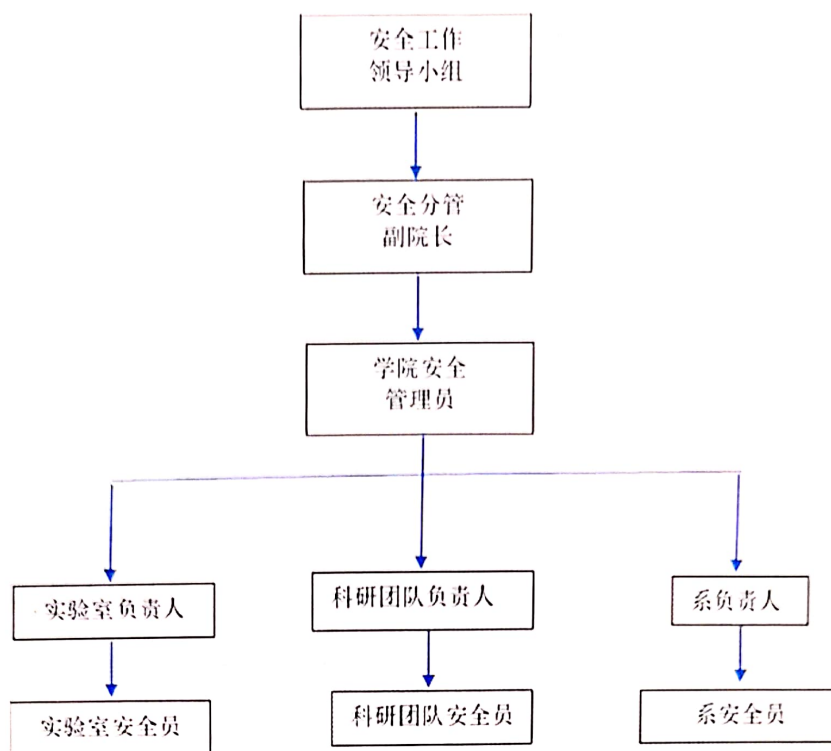 安全工作
领导小组
安全分管
副院长
学院安全
管理员
实验室负责人
科研团队负责人
系负责人
实验室安全员
科研团队安全员
系安全员